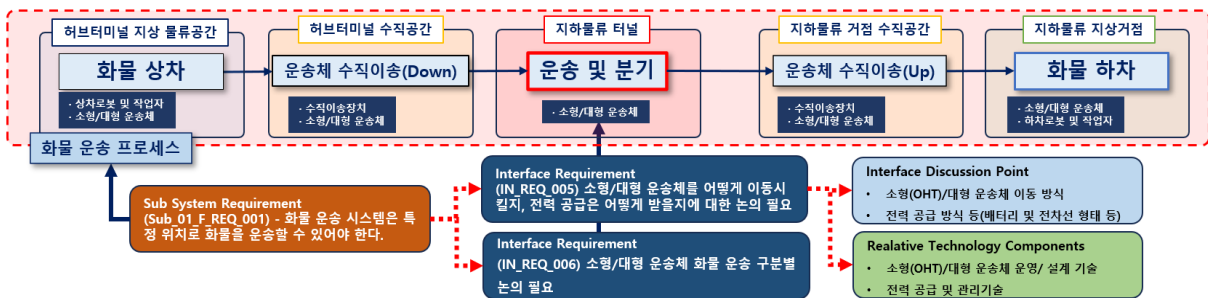 허브터미널 지상 물류공간
허브터미널 수직공간
지하물류 터널
지하물류 거점 수직공간
지하물류 지상거점
화물 상차
운송체 수직이송(Down)
운송 및 분기
운송체 수직이송(Up)
화물 하차
· 상차로봇 및 작업자
· 소형/대형 운송체
· 수직이송장치
· 소형/대형 운송체
· 소형/대형 운송체
· 수직이송장치
· 소형/대형 운송체
· 소형/대형 운송체
· 하차로봇 및 작업자
화물 운송 프로세스
Sub System Requirement
(Sub_01_F_REQ_001) - 화물 운송 시스템은 특
정 위치로 화물을 운송할 수 있어야 한다.
Interface Requirement
(IN_REQ_005) 소형/대형 운송체를 어떻게 이동시
킬지, 전력 공급은 어떻게 받을지에 대한 논의 필요
Interface Requirement
(IN_REQ_006) 소형/대형 운송체 화물 운송 구분별
논의 필요
Interface Discussion Point
• 소형(OHT)/대형 운송체 이동 방식
• 전력 공급 방식 등(배터리 및 전차선 형태 등)
Realative Technology Components
• 소형(OHT)/대형 운송체 운영/ 설계 기술
• 전력 공급 및 관리기술